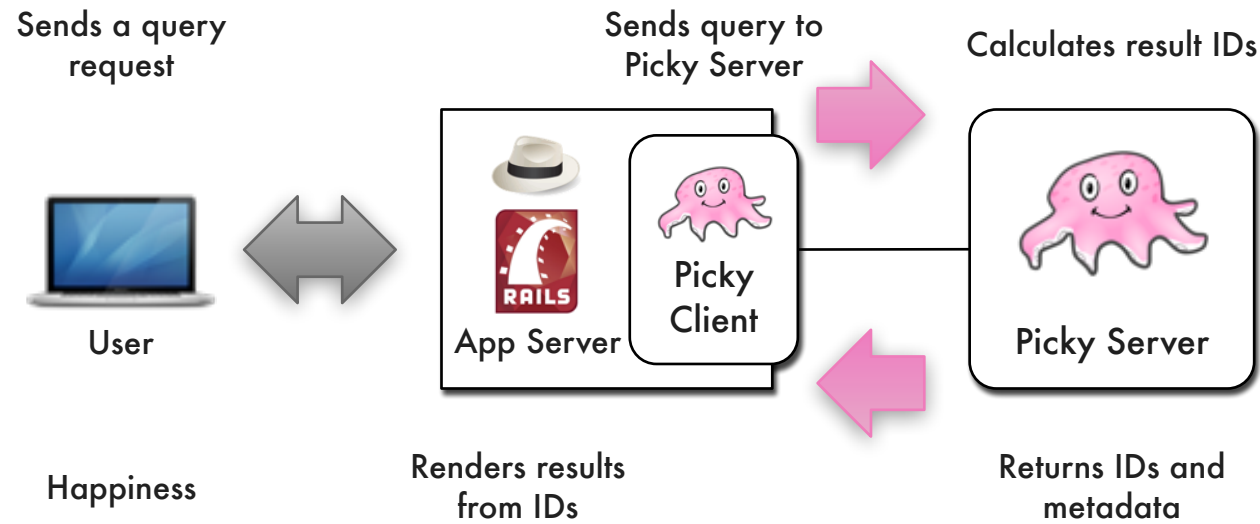 Sends a query
request
Sends query to
Picky Server
Calculates result IDs
RAILS
Picky
Client
User
App Server
Picky Server
Happiness
Renders results
from IDs
Returns IDs and
metadata